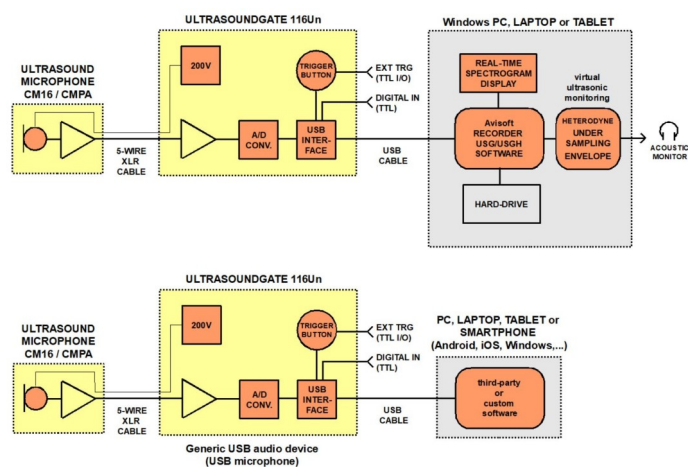 ULTRASOUNDGATE 116Un
Windows PC, LAPTOP or TABLET
ULTRASOUND
MICROPHONE
CM16 / CMPA
200V
TRIGGER
BUTTON
EXT TRG
(TTL I/O)
DIGITAL IN
(TTL)
A/D
CONV.
USB
INTER-
FACE
5-WIRE
XLR
CABLE
USB
CABLE
REAL-TIME
SPECTROGRAM
DISPLAY
virtual
ultrasonic
monitoring
Avisoft
RECORDER
USG/USGH
SOFTWARE
HETERODYNE
UNDER
SAMPLING
ENVELOPE
ACOUSTIC
MONITOR
HARD-DRIVE
ULTRASOUNDGATE 116Un
PC, LAPTOP, TABLET or
SMARTPHONE
(Android, iOS, Windows,...)
ULTRASOUND
MICROPHONE
CM16 / CMPA
200V
TRIGGER
BUTTON
EXT TRG
(TTL I/O)
DIGITAL IN
(TTL)
A/D
CONV.
USB
INTER-
FACE
5-WIRE
XLR
CABLE
USB
CABLE
third-party
or
custom
software
Generic USB audio device
(USB microphone)